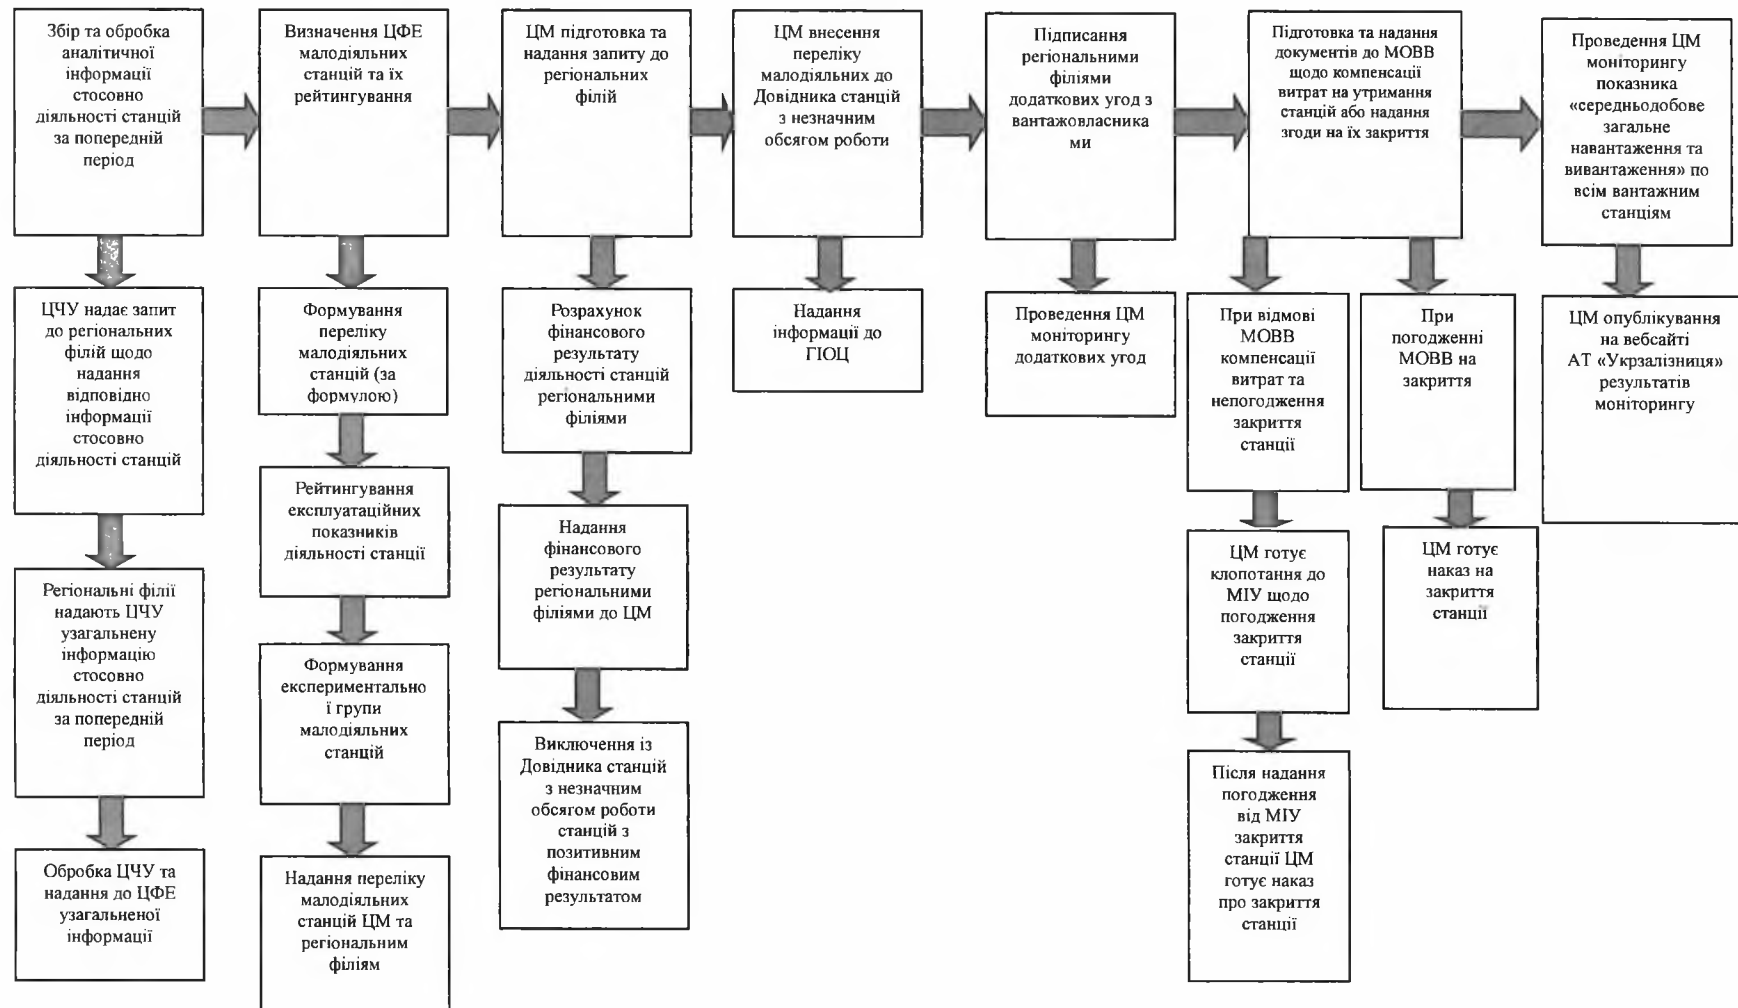 Збір та обробка
аналітичної
інформації
стосовно
діяльності станцій
за попередній
період
Визначення ЦФЕ
малодіяльних
станцій та їх
рейтингування
ЦМ підготовка та
надання запиту до
регіональних
філій
ЦМ внесення
переліку
малодіяльних до
Довідника станцій
з незначним
обсягом роботи
Підписання
регіональними
філіями
додаткових угод з
вантажовласника
ми
Підготовка та надання
документів до МОВВ
щодо компенсації
витрат на утримання
станцій або надання
згоди на їх закриття
Проведення ЦМ
моніторингу
показника
«середньодобове
загальне
навантаження та
вивантаження» по
всім вантажним
станціям
ЦЧУ надає запит
до регіональних
філій щодо
надання
відповідно
інформації
стосовно
діяльності станцій
Формування
переліку
малодіяльних
станцій (за
формулою)
Розрахунок
фінансового
результату
діяльності станцій
регіональними
філіями
Надання
інформації до
ГІОЦ
Проведення ЦМ
моніторингу
додаткових угод
При відмові
МОВВ
компенсації
витрат та
непогодження
закриття
станції
При
погодженні
МОВВ на
закриття
ЦМ опублікування
на вебсайті
АТ «Укрзалізниця»
результатів
моніторингу
Регіональні філії
надають ЦЧУ
узагальнену
інформацію
стосовно
діяльності станцій
за попередній
період
Рейтингування
експлуатаційних
показників
діяльності станції
Надання
фінансового
результату
регіональними
філіями до ЦМ
ЦМ готує
клопотання до
МІУ щодо
погодження
закриття
станції
ЦМ готує
наказ на
закриття
станції
Формування
експериментально
ї групи
малодіяльних
станцій
Виключення із
Довідника станцій
з незначним
обсягом роботи
станцій з
позитивним
фінансовим
результатом
Після надання
погодження
від МІУ
закриття
станції ЦМ
готує наказ
про закриття
станції
Обробка ЦЧУ та
надання до ЦФЕ
узагальненої
інформації
Надання переліку
малодіяльних
станцій ЦМ та
регіональним
філіям